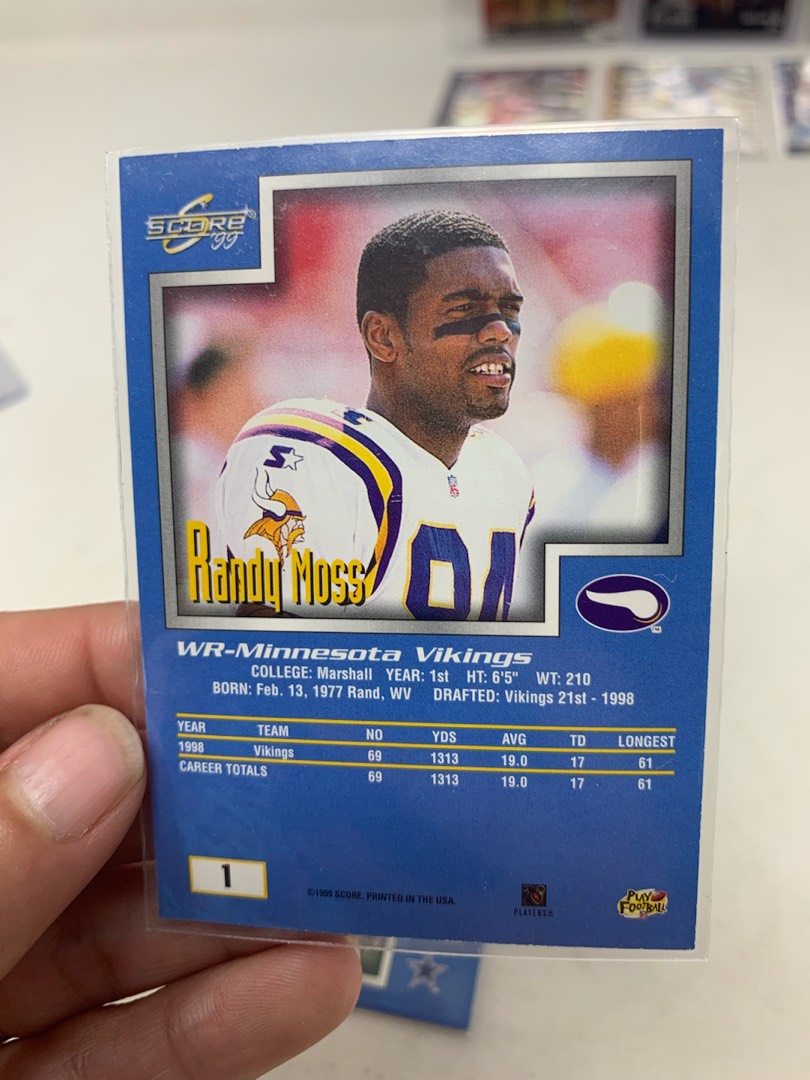 SCORE '99
84
Randy Moss
WR-Minnesota Vikings
COLLEGE: Marshall YEAR: 1st HT: 6'5" WT: 210
BORN: Feb. 13, 1977 Rand, WV DRAFTED: Vikings 21st - 1998
YEAR TEAM NO YDS AVG TD LONGEST
1998 Vikings 69 1313 19.0 17 61
CAREER TOTALS 69 1313 19.0 17 61
1
©1999 SCORE. PRINTED IN THE USA.
PLAYERS INC
PLAY FOOTBALL